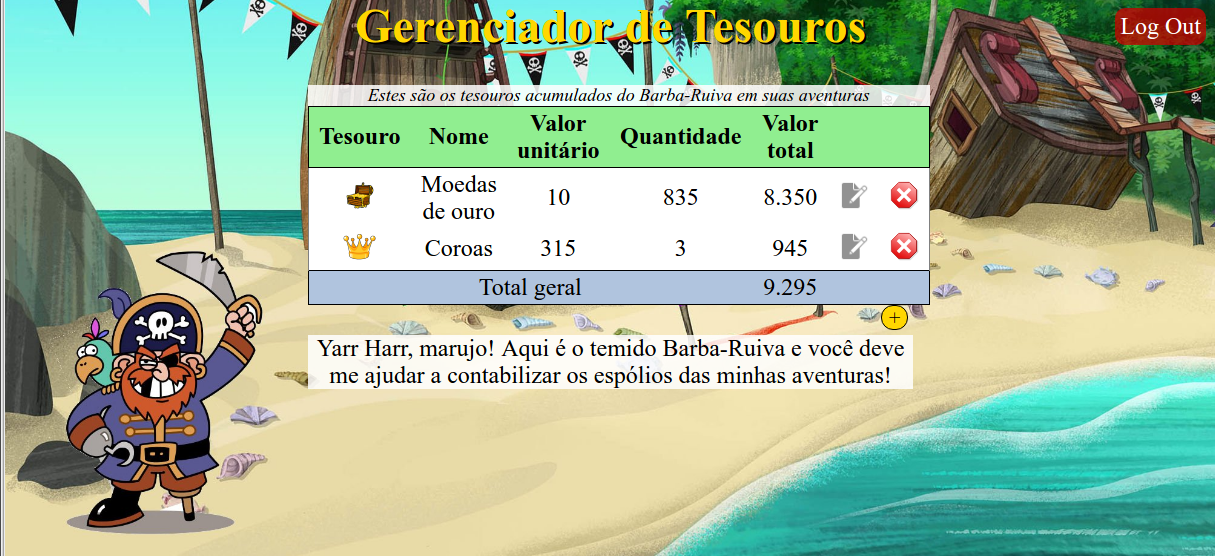 Gerenciador de Tesouros
Log Out
Estes são os tesouros acumulados do Barba-Ruiva em suas aventuras
Tesouro Nome Valor unitário Quantidade Valor total
Moedas de ouro 10 835 8.350
Coroas 315 3 945
Total geral 9.295
+
Yarr Harr, marujo! Aqui é o temido Barba-Ruiva e você deve
me ajudar a contabilizar os espólios das minhas aventuras!